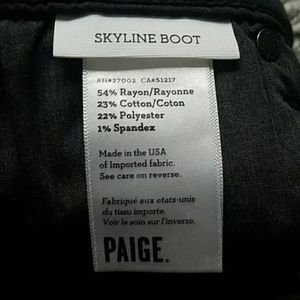 SKYLINE BOOT
RN#27002 CA#51217
54% Rayon/Rayonne
23% Cotton/Coton
22% Polyester
1% Spandex
Made in the USA
of Imported fabric.
See care on reverse.
Fabriqué aux etats-unis
du tissu importe.
Voir le soin sur l'inverse.
PAIGE.